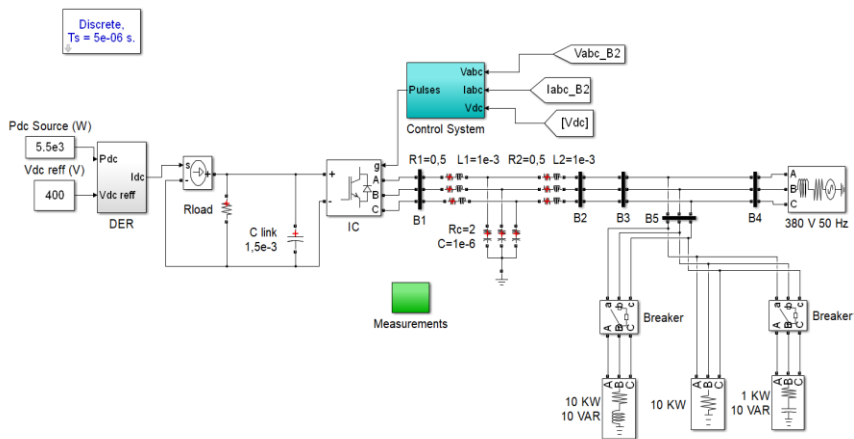 Discrete,
Ts = 5e-06 s.
Vabc_B2
Iabc_B2
[Vdc]
Vabc
Iabc
Vdc
Pulses
Control System
Pdc Source (W)
5.5e3
Vdc reff (V)
400
Pdc
Idc
Vdc reff
DER
s
+
-
Rload
C link
1,5e-3
+
-
g
A
B
C
IC
R1=0,5 L1=1e-3 R2=0,5 L2=1e-3
B1
B2
B3
B5
B4
Rc=2
C=1e-6
A
B
C
380 V 50 Hz
Measurements
a b c
A B C
Breaker
a b c
A B C
Breaker
A B C
10 KW
10 VAR
A B C
10 KW
A B C
1 KW
10 VAR